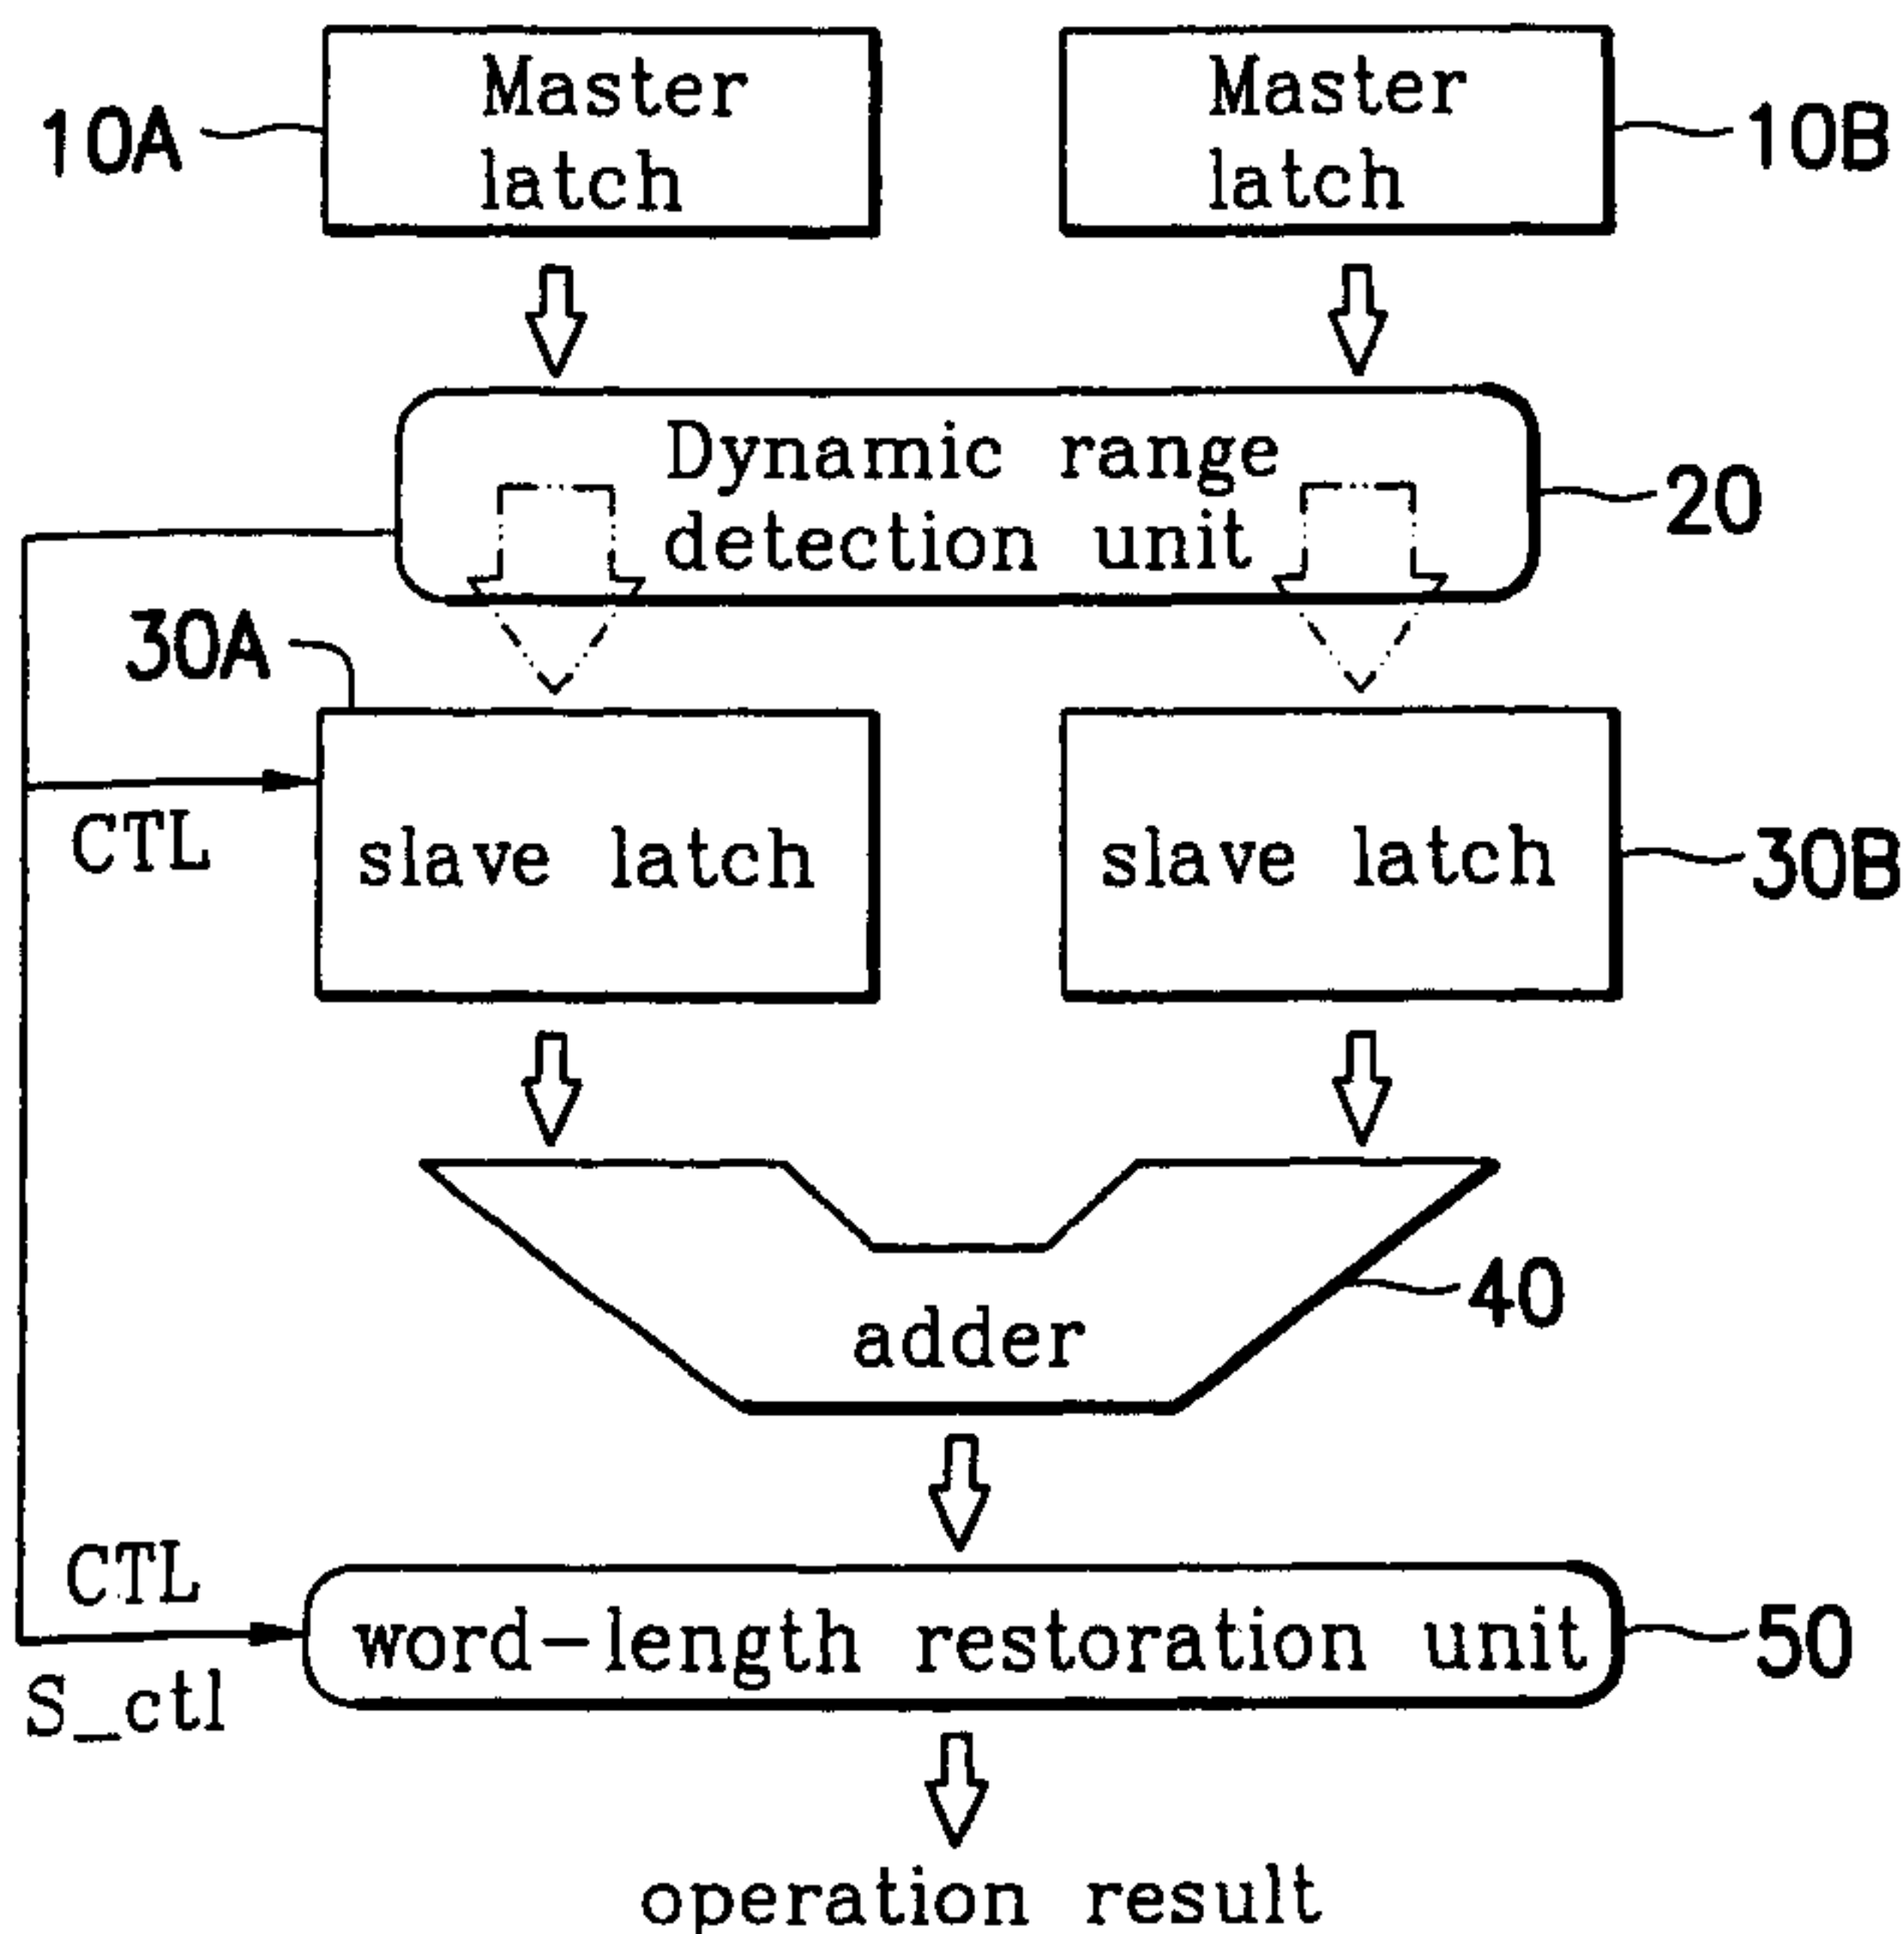 Master
latch
Master
latch
10A
10B
Dynamic range
detection unit
20
30A
CTL
slave latch
slave latch
30B
adder
40
CTL
S_ctl
word-length restoration unit
50
operation result